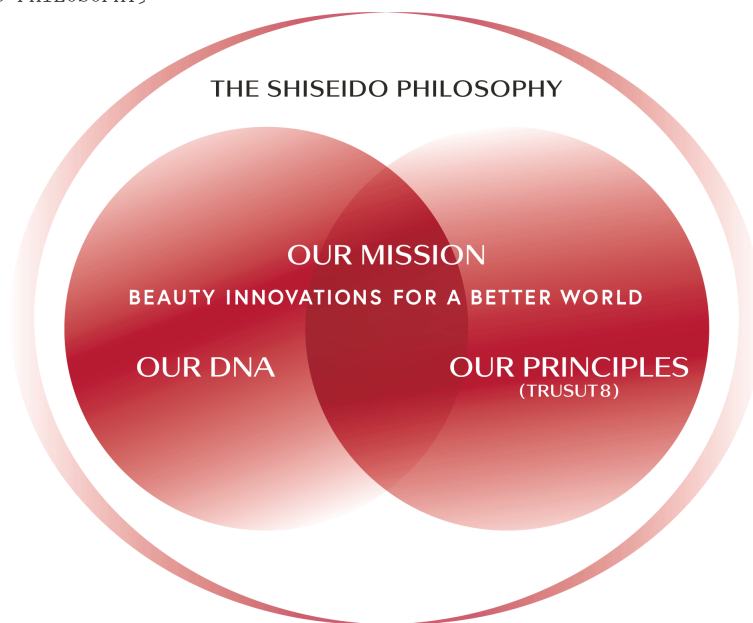 THE SHISEIDO PHILOSOPHY
OUR MISSION
BEAUTY INNOVATIONS FOR A BETTER WORLD
OUR DNA
OUR PRINCIPLES
(TRUSUT8)